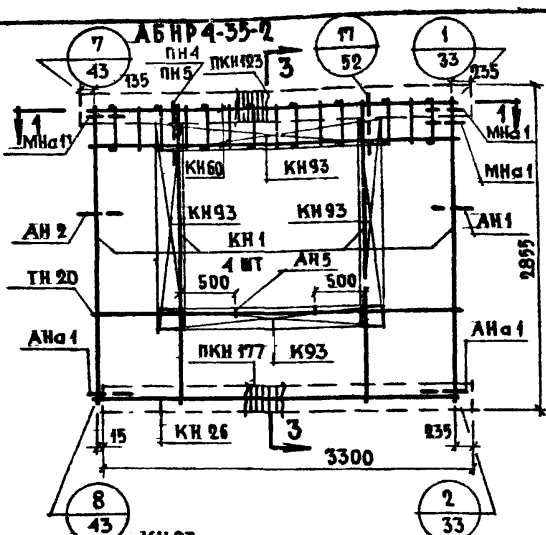 АБНР4-35-2
7
43
ПН4
ПН5
ПКН123
3
17
52
1
33
135
235
1
1
МНа1
МНа1
МНа1
КН60
КН93
КН93
КН93
АН2
АН1
КН1
4 ШТ
АН5
2855
ТН20
500
500
АНа1
АНа1
ПКН177
К93
15
КН26
3
235
3300
8
43
2
33